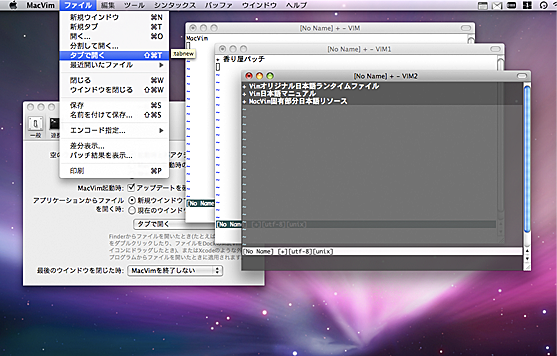 MacVim ファイル 編集 ツール シンタックス バッファ ウインドウ ヘルプ
新規ウインドウ ⌘N
新規タブ ⌘T
開く... ⌘O
分割して開く...
タブで開く ⇧⌘T
:tabnew
最近開いたファイル
閉じる ⌘W
ウインドウを閉じる ⇧⌘W
保存 ⌘S
名前を付けて保存... ⇧⌘S
エンコード指定...
差分表示...
パッチ結果を表示...
印刷 ⌘P
[No Name] + - VIM
MacVim
[No Name] + - VIM1
+ 香り屋パッチ
[No Name] + - VIM2
+ Vimオリジナル日本語ランタイムファイル
+ Vim日本語マニュアル
+ MacVim固有部分日本語リソース
[No Name] [+][utf-8][unix]
一般
MacVim起動時: アップデートを
アプリケーションからファイル
を開く時:
新規ウインドウ
現在のウインドウ
タブで開く
Finderからファイルを開いたとき(たとえば
をダブルクリックしたり、ファイルをDoc
イコンにドラッグしたとき)、またはXcodeのような
プログラムからファイルを開いたときに適用されます
最後のウインドウを閉じた時: MacVimを終了しない